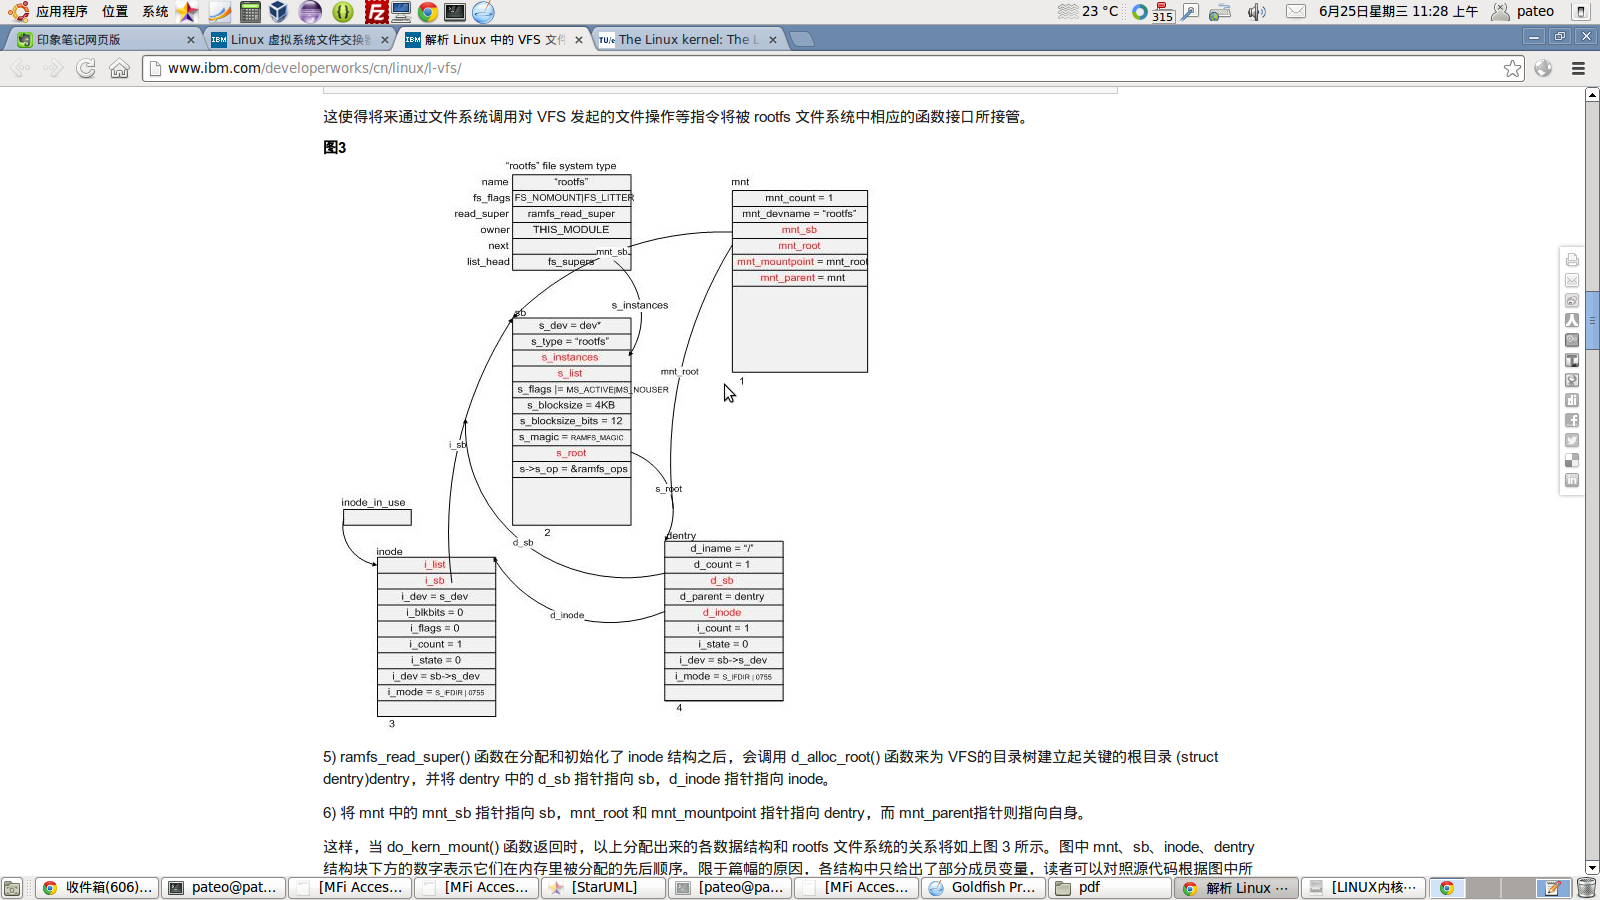 应用程序 位置 系统 23 °C 315 6月25日星期三 11:28 上午 pateo
印象笔记网页版 Linux 虚拟系统文件交换 解析 Linux 中的 VFS 文 The Linux kernel: The L
www.ibm.com/developerworks/cn/linux/l-vfs/
这使得将来通过文件系统调用对 VFS 发起的文件操作等指令将被 rootfs 文件系统中相应的函数接口所接管。
图3
“rootfs” file system type
name “rootfs”
fs_flags FS_NOMOUNT|FS_LITTER
read_super ramfs_read_super
owner THIS_MODULE
next
list_head fs_supers
mnt
mnt_count = 1
mnt_devname = “rootfs”
mnt_sb
mnt_root
mnt_mountpoint = mnt_root
mnt_parent = mnt
1
mnt_sb
s_instances
mnt_root
sb
s_dev = dev*
s_type = “rootfs”
s_instances
s_list
s_flags |= MS_ACTIVE|MS_NOUSER
s_blocksize = 4KB
s_blocksize_bits = 12
s_magic = RAMFS_MAGIC
s_root
s->s_op = &ramfs_ops
2
i_sb
s_root
d_sb
d_inode
inode_in_use
inode
i_list
i_sb
i_dev = s_dev
i_blkbits = 0
i_flags = 0
i_count = 1
i_state = 0
i_dev = sb->s_dev
i_mode = S_IFDIR | 0755
3
dentry
d_iname = “/”
d_count = 1
d_sb
d_parent = dentry
d_inode
i_count = 1
i_state = 0
i_dev = sb->s_dev
i_mode = S_IFDIR | 0755
4
5) ramfs_read_super() 函数在分配和初始化了 inode 结构之后，会调用 d_alloc_root() 函数来为 VFS的目录树建立起关键的根目录 (struct
dentry)dentry，并将 dentry 中的 d_sb 指针指向 sb，d_inode 指针指向 inode。
6) 将 mnt 中的 mnt_sb 指针指向 sb，mnt_root 和 mnt_mountpoint 指针指向 dentry，而 mnt_parent指针则指向自身。
这样，当 do_kern_mount() 函数返回时，以上分配出来的各数据结构和 rootfs 文件系统的关系将如上图 3 所示。图中 mnt、sb、inode、dentry
结构块下方的数字表示它们在内存里被分配的先后顺序。限于篇幅的原因，各结构中只给出了部分成员变量，读者可以对照源代码根据图中所
收件箱(606)... pateo@pat... [MFi Acces... [MFi Acces... [StarUML] [pateo@pa... [MFi Acces... Goldfish Pr... pdf 解析 Linux ... [LINUX内核...